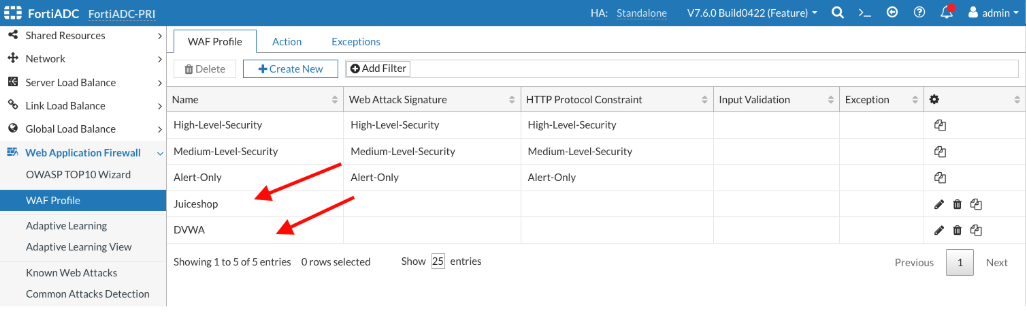 FortiADC FortiADC-PRI HA: Standalone V7.6.0 Build0422 (Feature) admin
Shared Resources
Network
Server Load Balance
Link Load Balance
Global Load Balance
Web Application Firewall
OWASP TOP10 Wizard
WAF Profile
Adaptive Learning
Adaptive Learning View
Known Web Attacks
Common Attacks Detection
WAF Profile Action Exceptions
Delete Create New Add Filter
Name Web Attack Signature HTTP Protocol Constraint Input Validation Exception
High-Level-Security High-Level-Security High-Level-Security
Medium-Level-Security Medium-Level-Security Medium-Level-Security
Alert-Only Alert-Only Alert-Only
Juiceshop
DVWA
Showing 1 to 5 of 5 entries 0 rows selected Show 25 entries Previous 1 Next